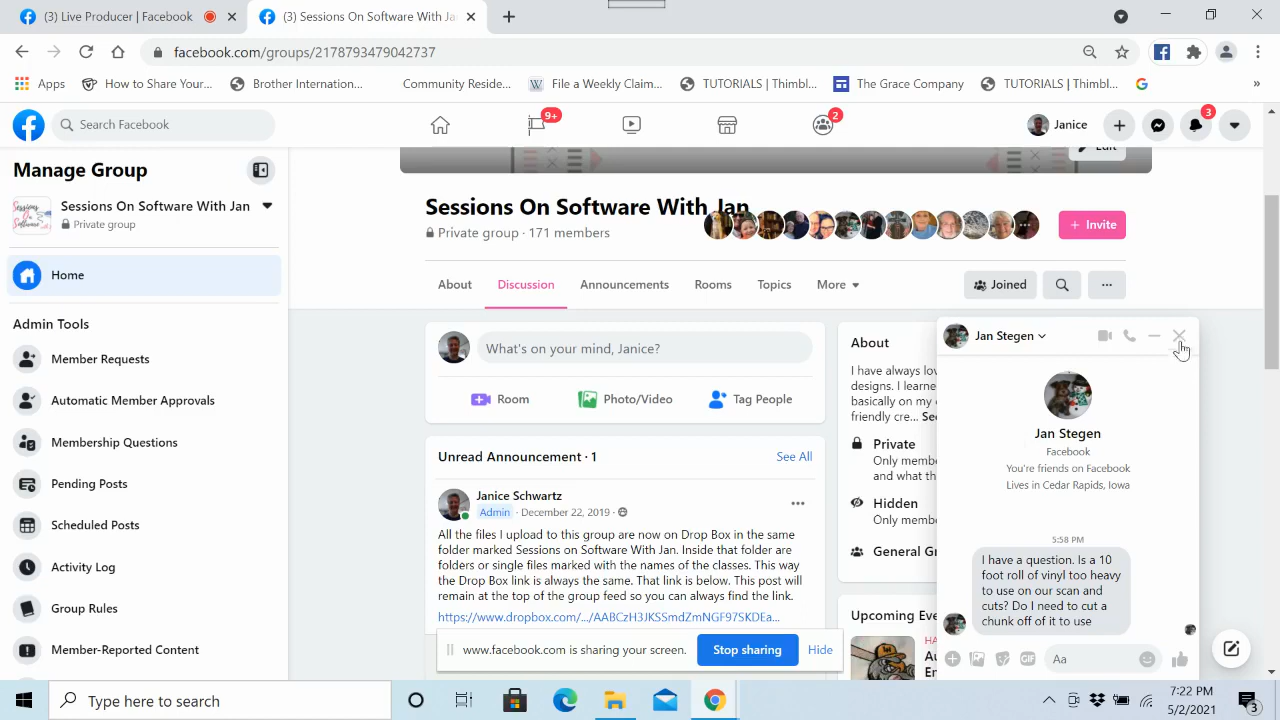 (3) Live Producer | Facebook
(3) Sessions On Software With Ja
facebook.com/groups/2178793479042737
Apps
How to Share Your...
Brother Internation...
Community Reside...
File a Weekly Claim...
TUTORIALS | Thimbl...
The Grace Company
TUTORIALS | Thimbl...
»
Search Facebook
9+
2
Janice
3
Manage Group
Sessions On Software With Jan
Private group
Home
Admin Tools
Member Requests
Automatic Member Approvals
Membership Questions
Pending Posts
Scheduled Posts
Activity Log
Group Rules
Member-Reported Content
Edit
Sessions On Software With Jan
Private group · 171 members
+ Invite
About
Discussion
Announcements
Rooms
Topics
More
Joined
What's on your mind, Janice?
Room
Photo/Video
Tag People
Unread Announcement · 1
See All
Janice Schwartz
Admin · December 22, 2019 ·
All the files I upload to this group are now on Drop Box in the same
folder marked Sessions on Software With Jan. Inside that folder are
folders or single files marked with the names of the classes. This way
the Drop Box link is always the same. That link is below. This post will
remain at the top of the group feed so you can always find the link.
https://www.dropbox.com/.../AABCzH3JKSSmdZmNGF97SKDEa...
About
I have always lov
designs. I learne
basically on my
friendly cre... Se
Private
Only membe
and what th
Hidden
Only membe
General Gr
Upcoming Eve
HA
Au
En
Jan Stegen
Jan Stegen
Facebook
You're friends on Facebook
Lives in Cedar Rapids, Iowa
5:58 PM
I have a question. Is a 10
foot roll of vinyl too heavy
to use on our scan and
cuts? Do I need to cut a
chunk off of it to use
GIF
Aa
www.facebook.com is sharing your screen.
Stop sharing
Hide
Type here to search
7:22 PM
5/2/2021
3